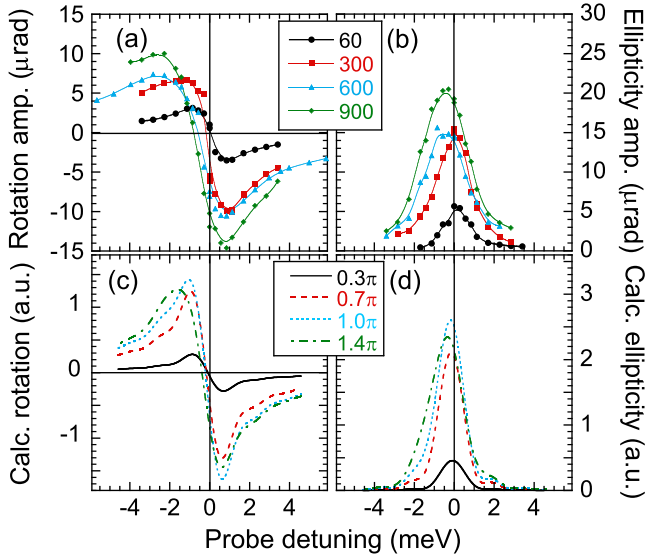 Rotation amp. (μrad)
15
10
5
0
-5
-10
-15
(a)
60
300
600
900
(b)
30
25
20
15
10
5
0
Ellipticity amp. (μrad)
Calc. rotation (a.u.)
1
0
-1
(c)
0.3π
0.7π
1.0π
1.4π
(d)
3
2
1
0
Calc. ellipticity (a.u.)
-4 -2 0 2 4
-4 -2 0 2 4
Probe detuning (meV)